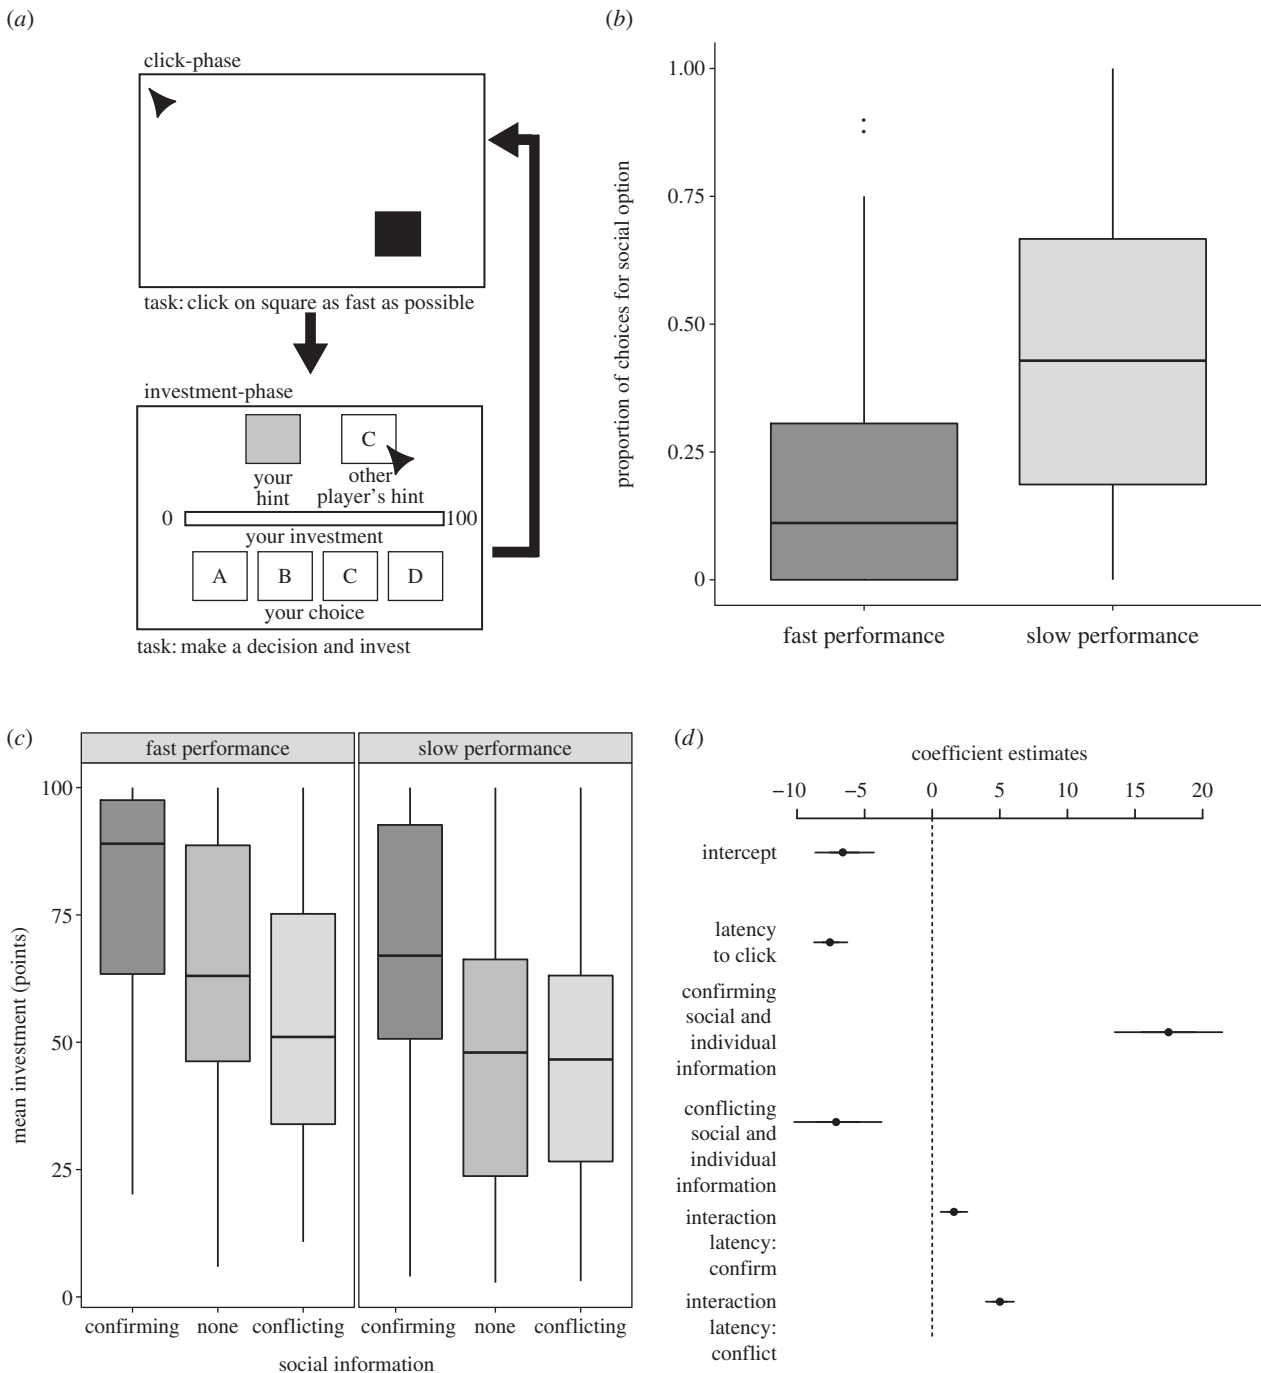 (a)
click-phase
task: click on square as fast as possible
investment-phase
C
your
hint
other
player's hint
0
100
your investment
A B C D
your choice
task: make a decision and invest
(b)
proportion of choices for social option
1.00
0.75
0.50
0.25
0
fast performance slow performance
(c)
fast performance slow performance
mean investment (points)
100
75
50
25
0
confirming none conflicting confirming none conflicting
social information
(d)
coefficient estimates
−10 −5 0 5 10 15 20
intercept
latency
to click
confirming
social and
individual
information
conflicting
social and
individual
information
interaction
latency:
confirm
interaction
latency:
conflict